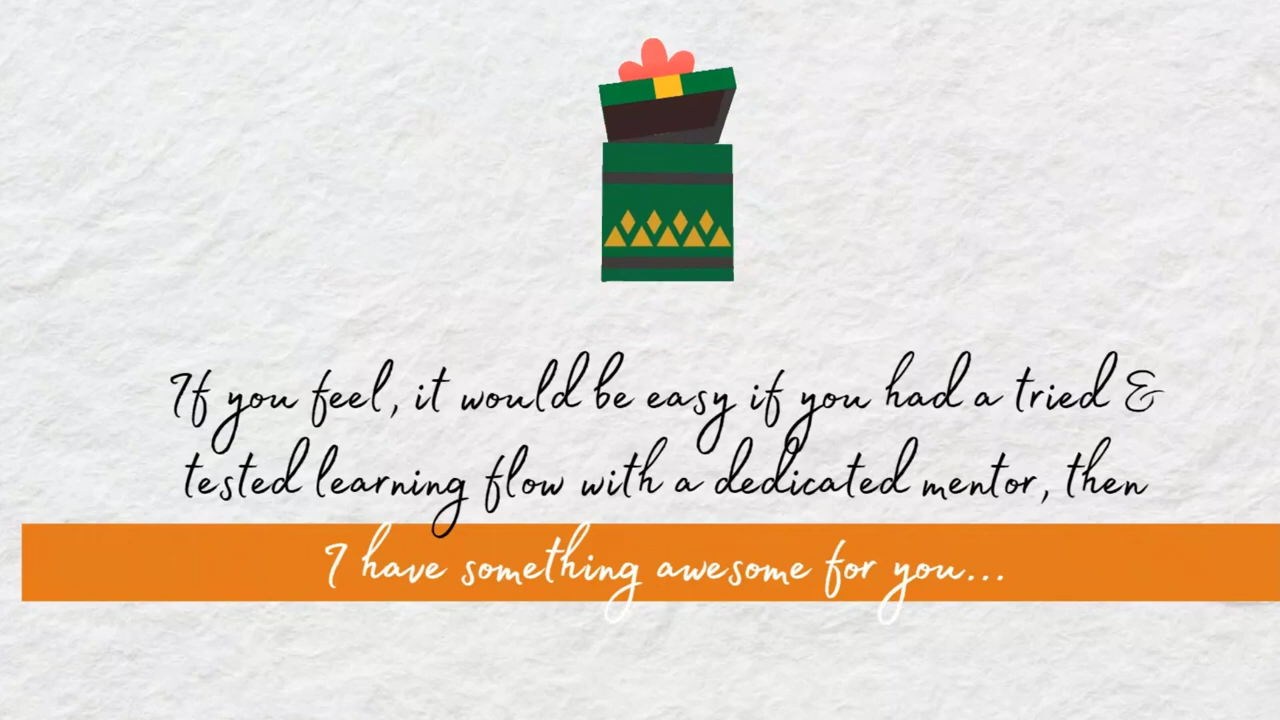 If you feel, it would be easy if you had a tried &
tested learning flow with a dedicated mentor, then
I have something awesome for you...